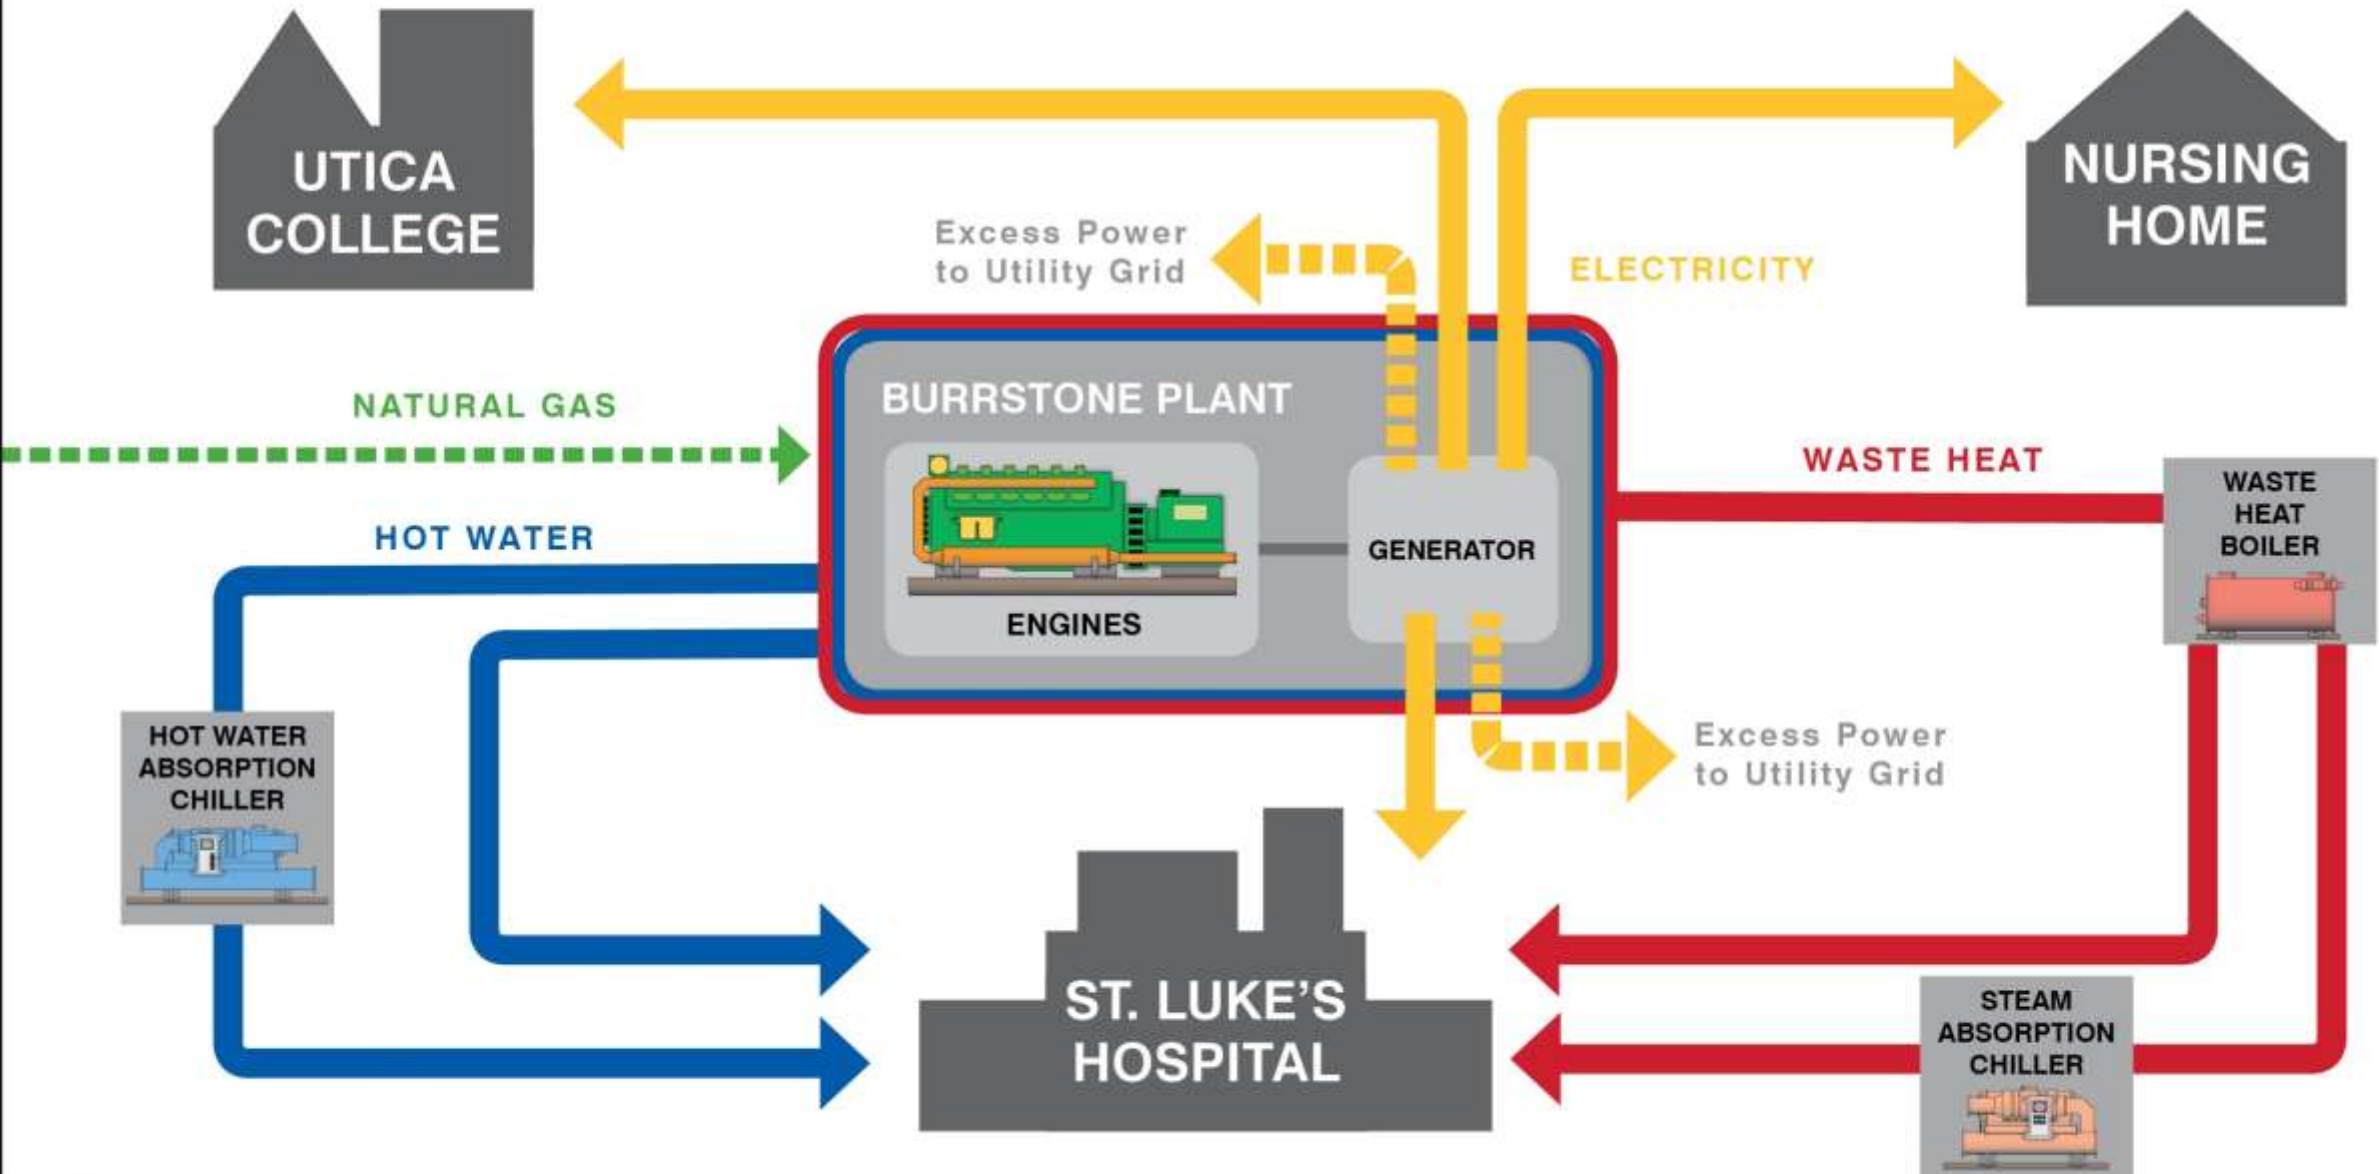 UTICA
COLLEGE
NURSING
HOME
Excess Power
to Utility Grid
ELECTRICITY
NATURAL GAS
BURRSTONE PLANT
WASTE HEAT
WASTE
HEAT
BOILER
HOT WATER
GENERATOR
ENGINES
HOT WATER
ABSORPTION
CHILLER
Excess Power
to Utility Grid
ST. LUKE'S
HOSPITAL
STEAM
ABSORPTION
CHILLER